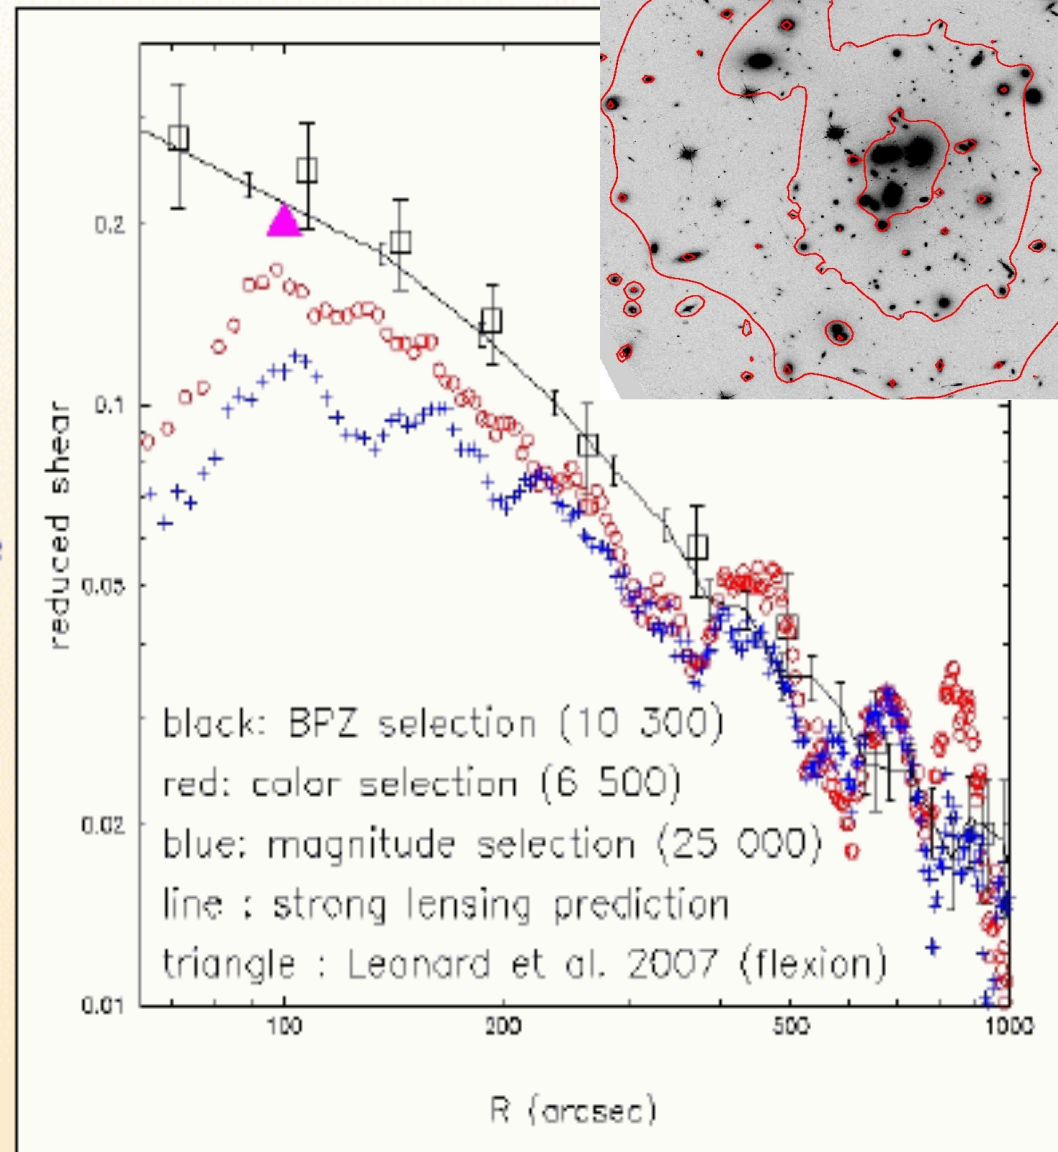 0.2
0.1
0.05
0.02
0.01
reduced shear
black: BPZ selection (10 300)
red: color selection (6 500)
blue: magnitude selection (25 000)
line : strong lensing prediction
triangle : Leonard et al. 2007 (flexion)
100 200 500 1000
R (arcsec)